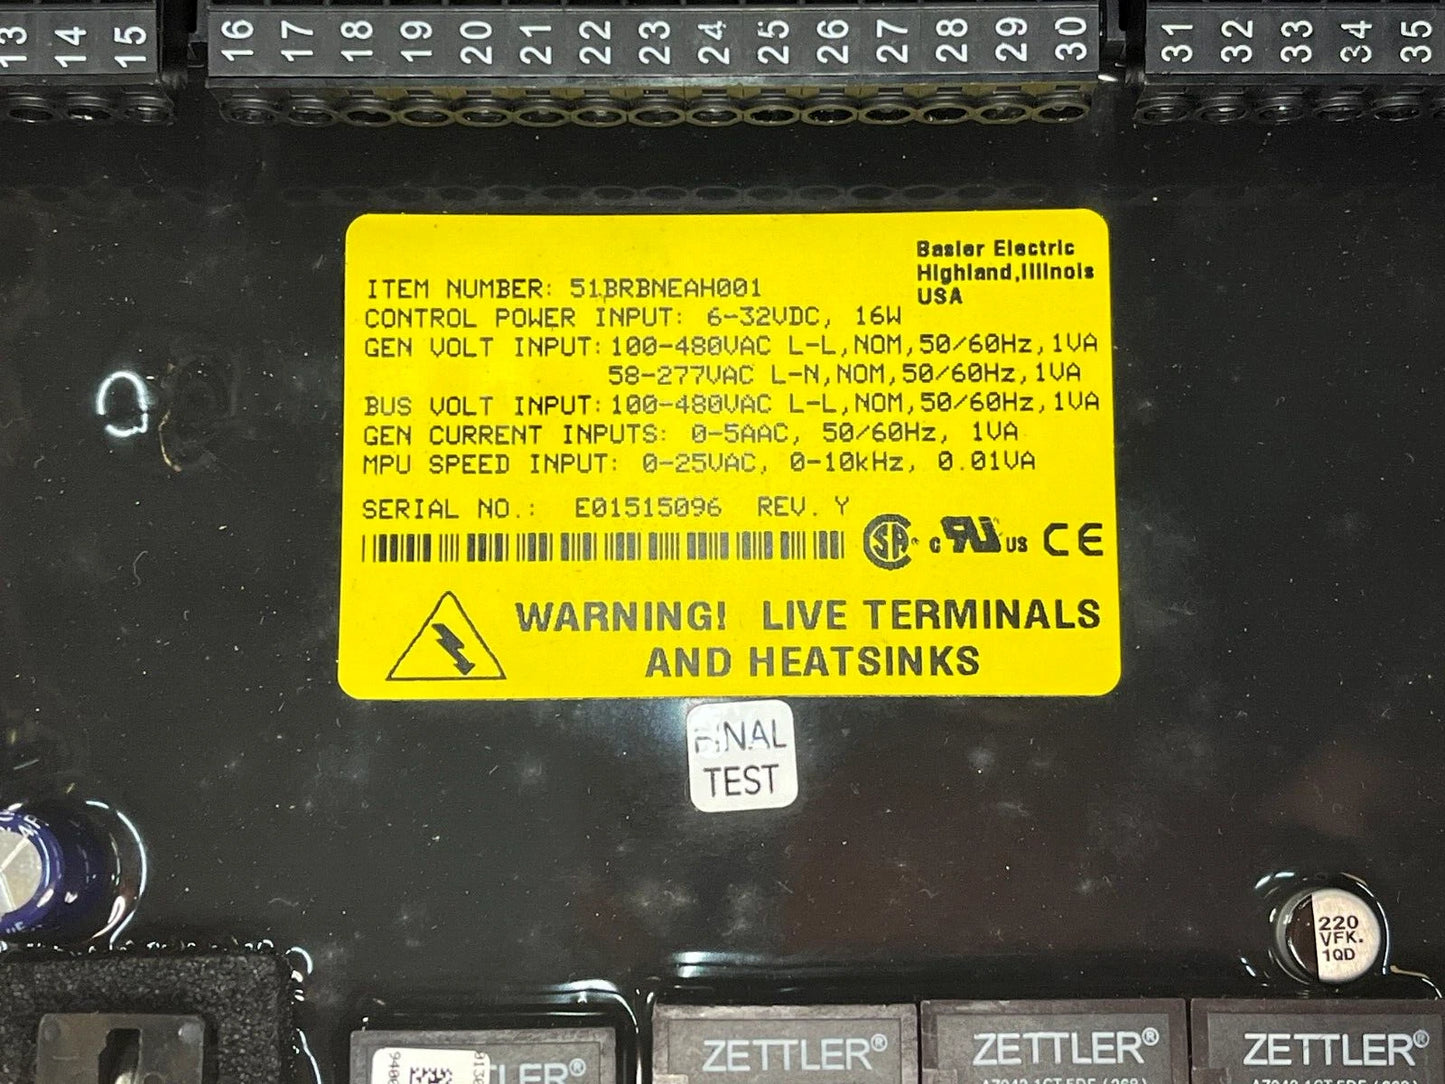 13 14 15 16 17 18 19 20 21 22 23 24 25 26 27 28 29 30 31 32 33 34 35
Basler Electric
Highland,Illinois
USA
ITEM NUMBER: 51BRBNEAH001
CONTROL POWER INPUT: 6-32VDC, 16W
GEN VOLT INPUT:100-480VAC L-L,NOM,50/60Hz,1VA
58-277VAC L-N,NOM,50/60Hz,1VA
BUS VOLT INPUT:100-480VAC L-L,NOM,50/60Hz,1VA
GEN CURRENT INPUTS: 0-5AAC, 50/60Hz, 1VA
MPU SPEED INPUT: 0-25VAC, 0-10kHz, 0.01VA
SERIAL NO.: E01515096 REV. Y
SA ® c RU US CE
WARNING! LIVE TERMINALS
AND HEATSINKS
FINAL
TEST
220
VFK.
1QD
ZETTLER®
ZETTLER®
ZETTLER®
TLER®